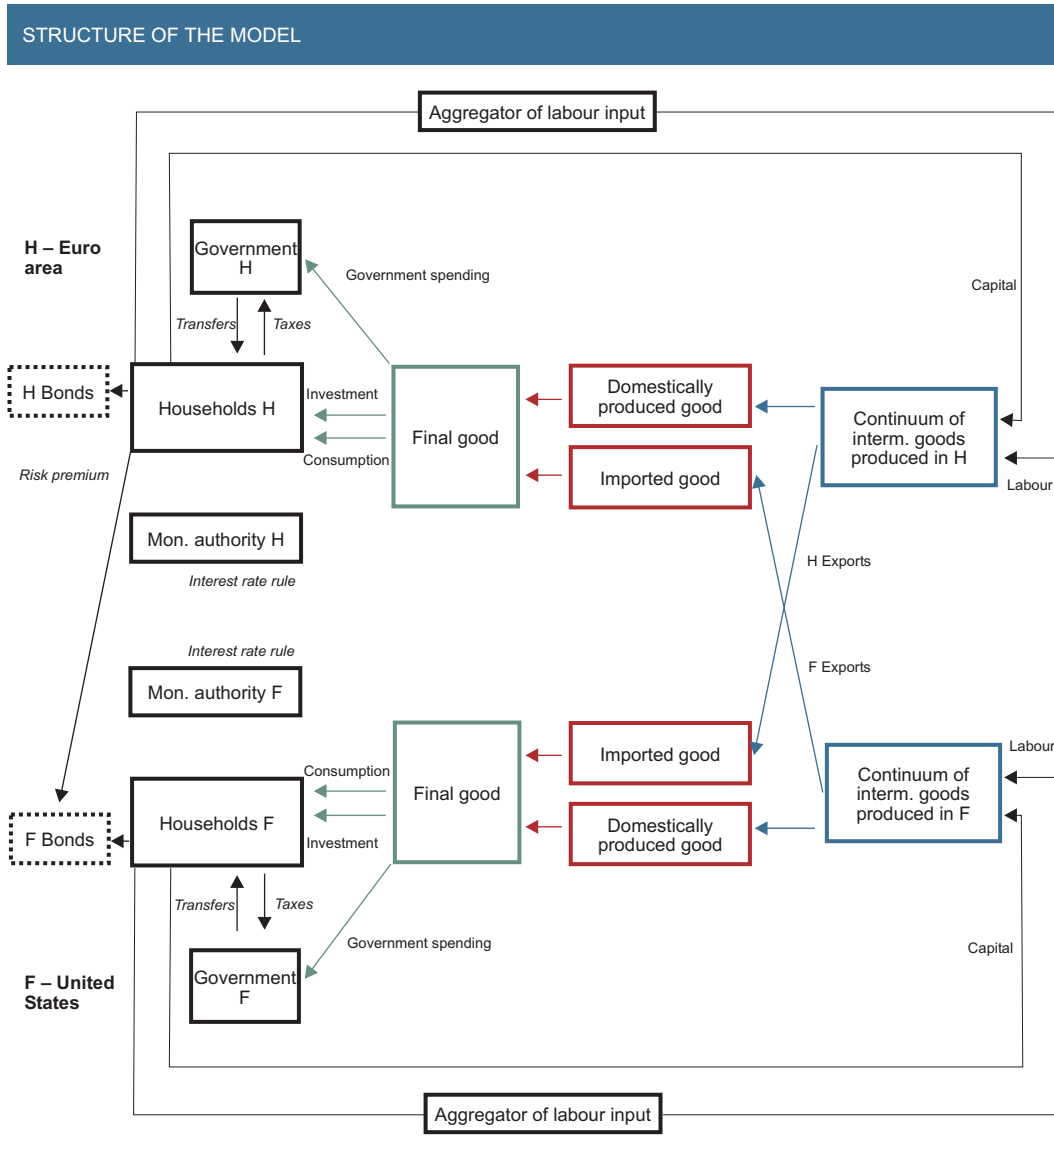 STRUCTURE OF THE MODEL
Aggregator of labour input
H – Euro
area
Government
H
Government spending
Capital
Transfers
Taxes
H Bonds
Households H
Investment
Consumption
Final good
Domestically
produced good
Imported good
Continuum of
interm. goods
produced in H
Labour
Risk premium
Mon. authority H
Interest rate rule
H Exports
Interest rate rule
Mon. authority F
F Exports
F Bonds
Households F
Consumption
Investment
Final good
Imported good
Domestically
produced good
Continuum of
interm. goods
produced in F
Labour
Transfers
Taxes
Government spending
Capital
F – United
States
Government
F
Aggregator of labour input